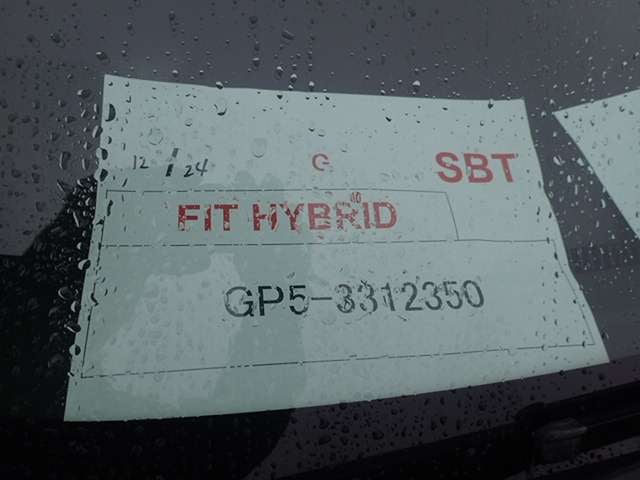 12 / 24 G SBT
FIT HYBRID
GP5-3312350